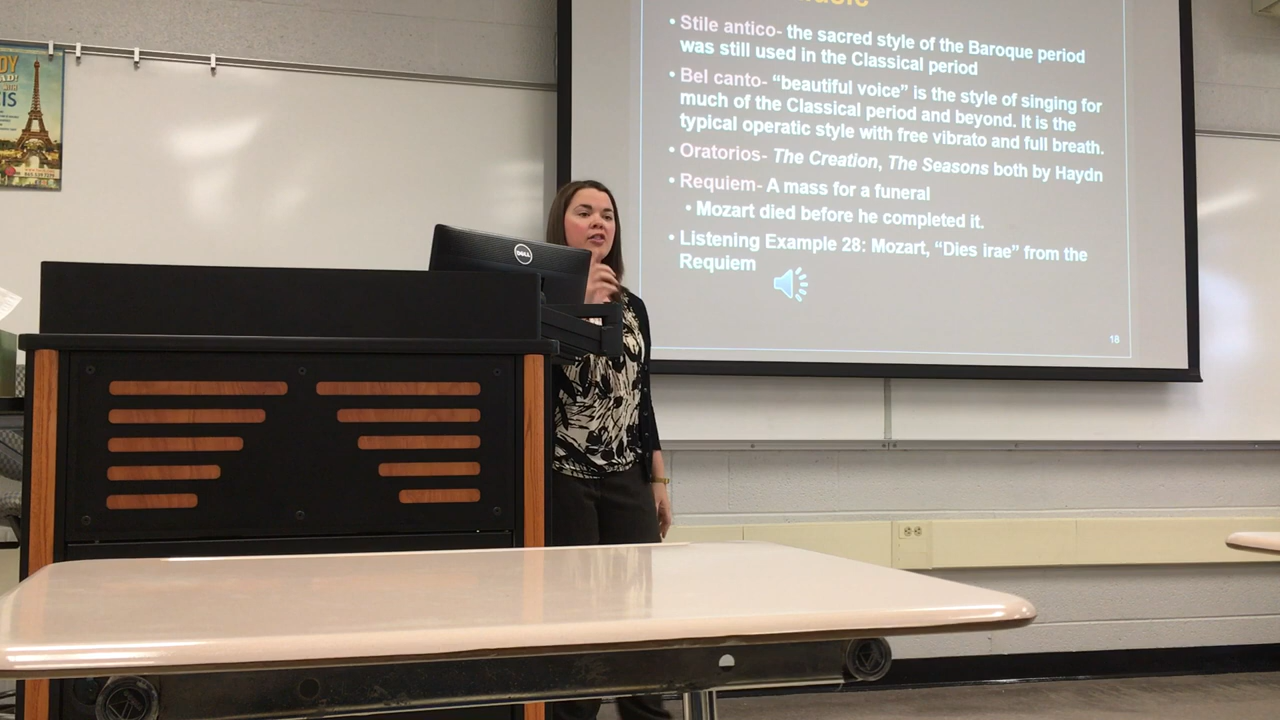 • Stile antico- the sacred style of the Baroque period
was still used in the Classical period
• Bel canto- “beautiful voice” is the style of singing for
much of the Classical period and beyond. It is the
typical operatic style with free vibrato and full breath.
• Oratorios- The Creation, The Seasons both by Haydn
• Requiem- A mass for a funeral
• Mozart died before he completed it.
• Listening Example 28: Mozart, “Dies irae” from the
Requiem
18
DELL